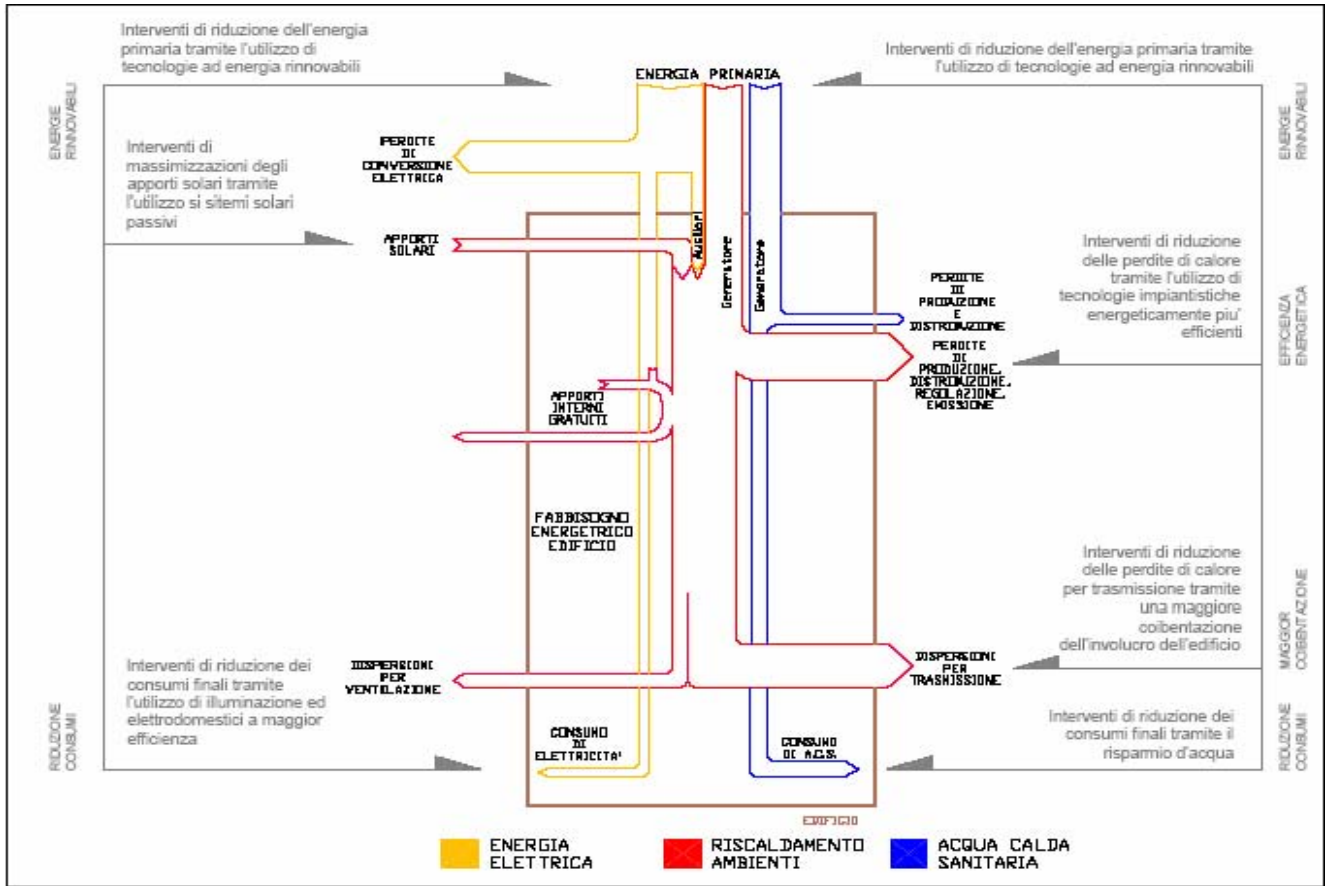 Interventi di riduzione dell'energia
primaria tramite l'utilizzo di
tecnologie ad energia rinnovabili
Interventi di riduzione dell'energia primaria tramite
l'utilizzo di tecnologie ad energia rinnovabili
ENERGIA PRIMARIA
ENERGIE
RINNOVABILI
ENERGIE
RINNOVABILI
PERDITE
DI
CONVERSIONE
ELETTRICA
Interventi di
massimizzazioni degli
apporti solari tramite
l'utilizzo si sitemi solari
passivi
APPORTI
SOLARI
Ausiliari
Generatore
Generatore
Interventi di riduzione
delle perdite di calore
tramite l'utilizzo di
tecnologie impiantistiche
energeticamente piu'
efficienti
EFFICIENZA
ENERGETICA
PERDITE
DI
PRODUZIONE
E
DISTRIBUZIONE
PERDITE
DI
PRODUZIONE,
DISTRIBUZIONE,
REGOLAZIONE,
EMISSIONE
APPORTI
INTERNI
GRATUITI
FABBISOGNO
ENERGETRICO
EDIFICIO
Interventi di riduzione
delle perdite di calore
per trasmissione tramite
una maggiore
coibentazione
dell'involucro dell'edificio
MAGGIOR
COIBENTAZIONE
Interventi di riduzione dei
consumi finali tramite
l'utilizzo di illuminazione ed
elettrodomestici a maggior
efficienza
DISPERSIONI
PER
VENTILAZIONE
DISPERSIONI
PER
TRASMISSIONE
RIDUZIONE
CONSUMI
Interventi di riduzione dei
consumi finali tramite il
risparmio d'acqua
RIDUZIONE
CONSUMI
CONSUMO
DI
ELETTRICITA'
CONSUMO
DI A.C.S.
EDIFICIO
ENERGIA
ELETTRICA
RISCALDAMENTO
AMBIENTI
ACQUA CALDA
SANITARIA